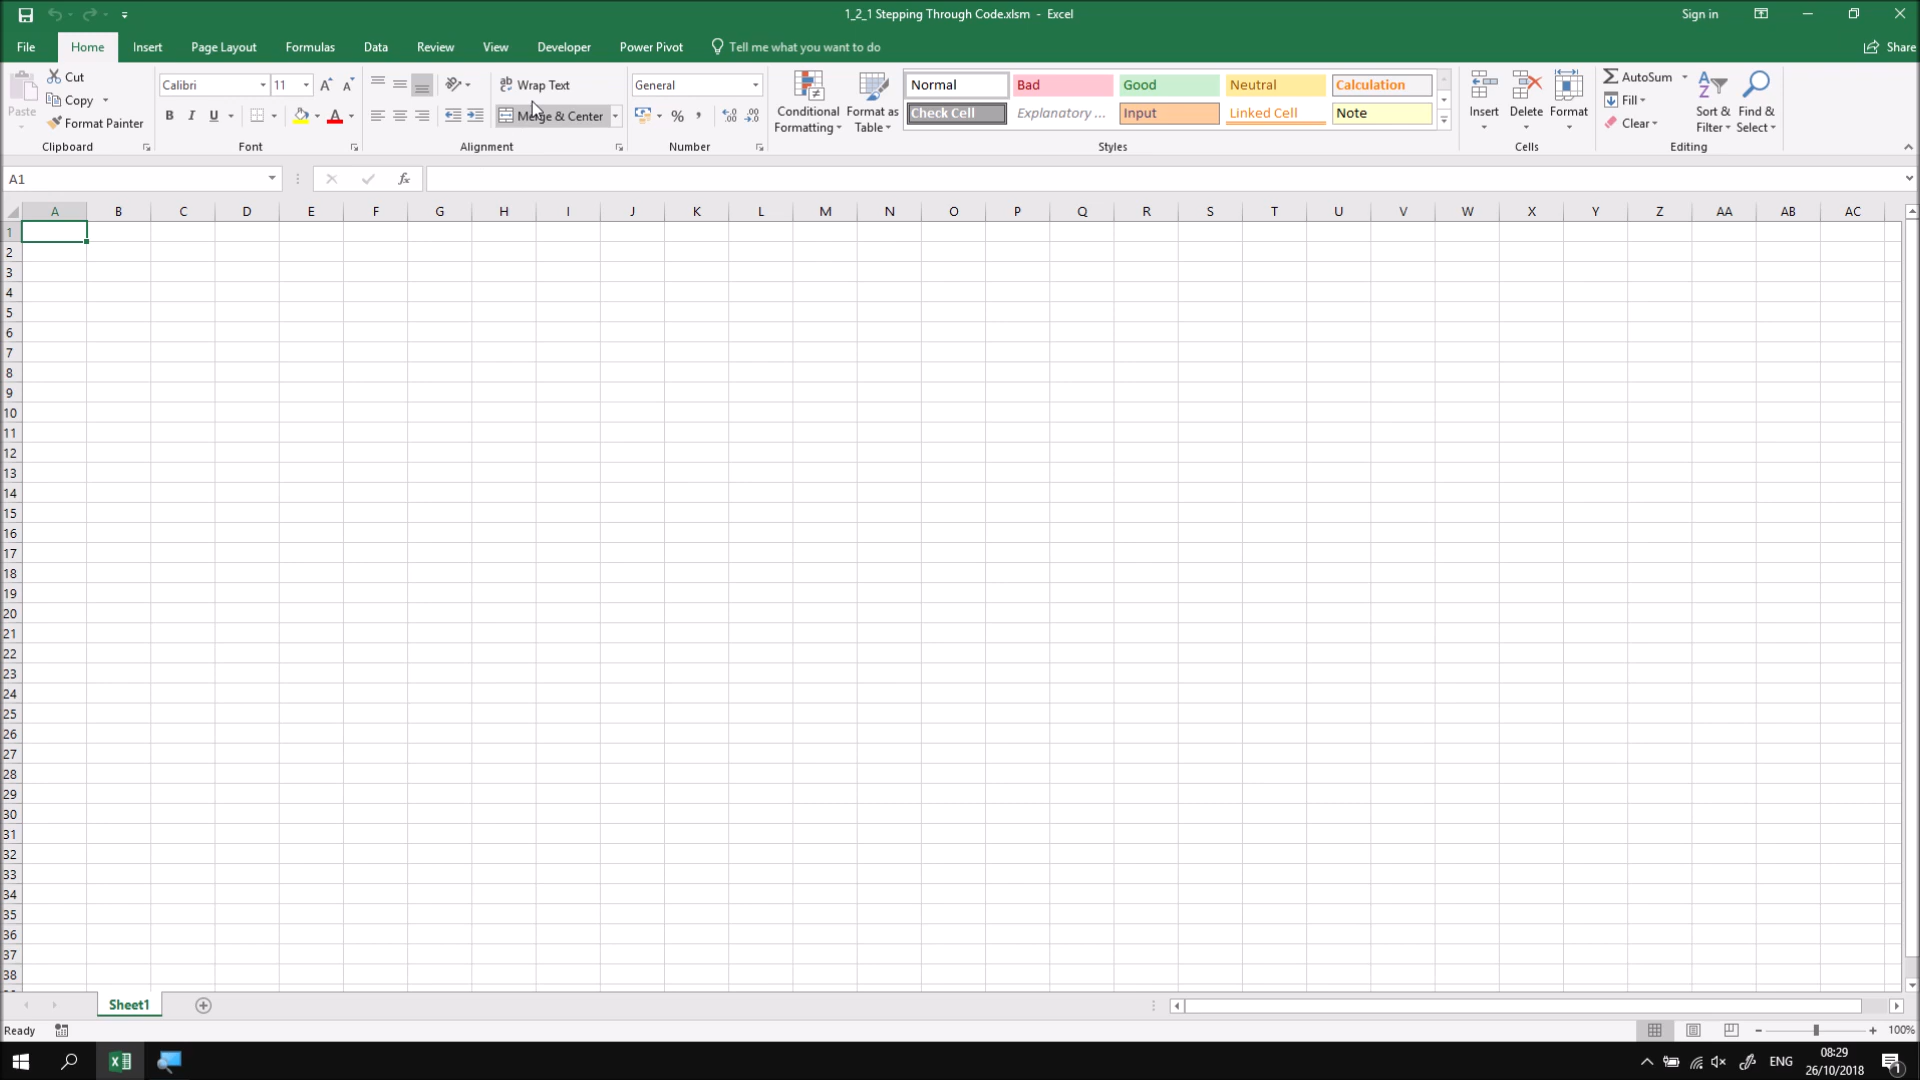 1_2_1 Stepping Through Code.xlsm - Excel
Sign in
File Home Insert Page Layout Formulas Data Review View Developer Power Pivot Tell me what you want to do Share
Paste
Cut
Copy
Format Painter
Clipboard
Calibri 11
B I U
Font
Wrap Text
Merge & Center
Alignment
General
%
Number
Conditional Formatting
Format as Table
Normal Bad Good Neutral Calculation
Check Cell Explanatory ... Input Linked Cell Note
Styles
Insert Delete Format
Cells
AutoSum
Fill
Clear
Sort & Filter
Find & Select
Editing
A1
fx
A B C D E F G H I J K L M N O P Q R S T U V W X Y Z AA AB AC
1
2
3
4
5
6
7
8
9
10
11
12
13
14
15
16
17
18
19
20
21
22
23
24
25
26
27
28
29
30
31
32
33
34
35
36
37
38
Sheet1
Ready
100%
ENG
08:29
26/10/2018
1